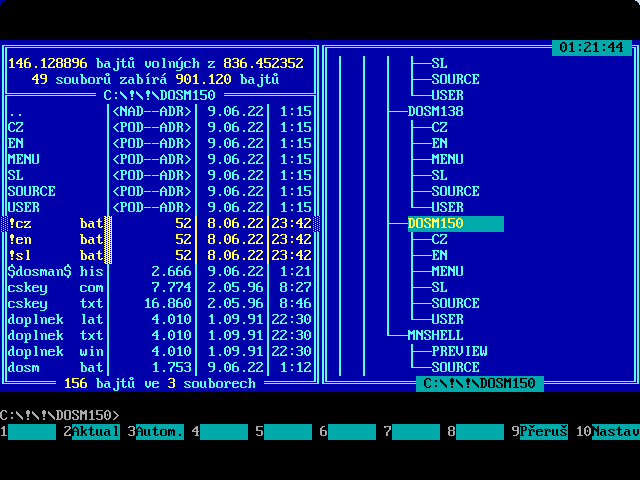 01:21:44
146.128896 bajtů volných z 836.452352
49 souborů zabírá 901.120 bajtů
C:\!\!\DOSM150
.. <NAD--ADR> 9.06.22 1:15
CZ <POD--ADR> 9.06.22 1:15
EN <POD--ADR> 9.06.22 1:15
MENU <POD--ADR> 9.06.22 1:15
SL <POD--ADR> 9.06.22 1:15
SOURCE <POD--ADR> 9.06.22 1:15
USER <POD--ADR> 9.06.22 1:15
!cz bat 52 8.06.22 23:42
!en bat 52 8.06.22 23:42
!sl bat 52 8.06.22 23:42
$dosman$ his 2.666 9.06.22 1:21
cskey com 7.774 2.05.96 8:27
cskey txt 16.860 2.05.96 8:46
doplnek lat 4.010 1.09.91 22:30
doplnek txt 4.010 1.09.91 22:30
doplnek win 4.010 1.09.91 22:30
dosm bat 1.753 9.06.22 1:12
156 bajtů ve 3 souborech
SL
SOURCE
USER
DOSM138
CZ
EN
MENU
SL
SOURCE
USER
DOSM150
CZ
EN
MENU
SL
SOURCE
USER
MNSHELL
PREVIEW
SOURCE
C:\!\!\DOSM150
C:\!\!\DOSM150>
1 2Aktual 3Autom. 4 5 6 7 8 9Přeruš 10Nastav